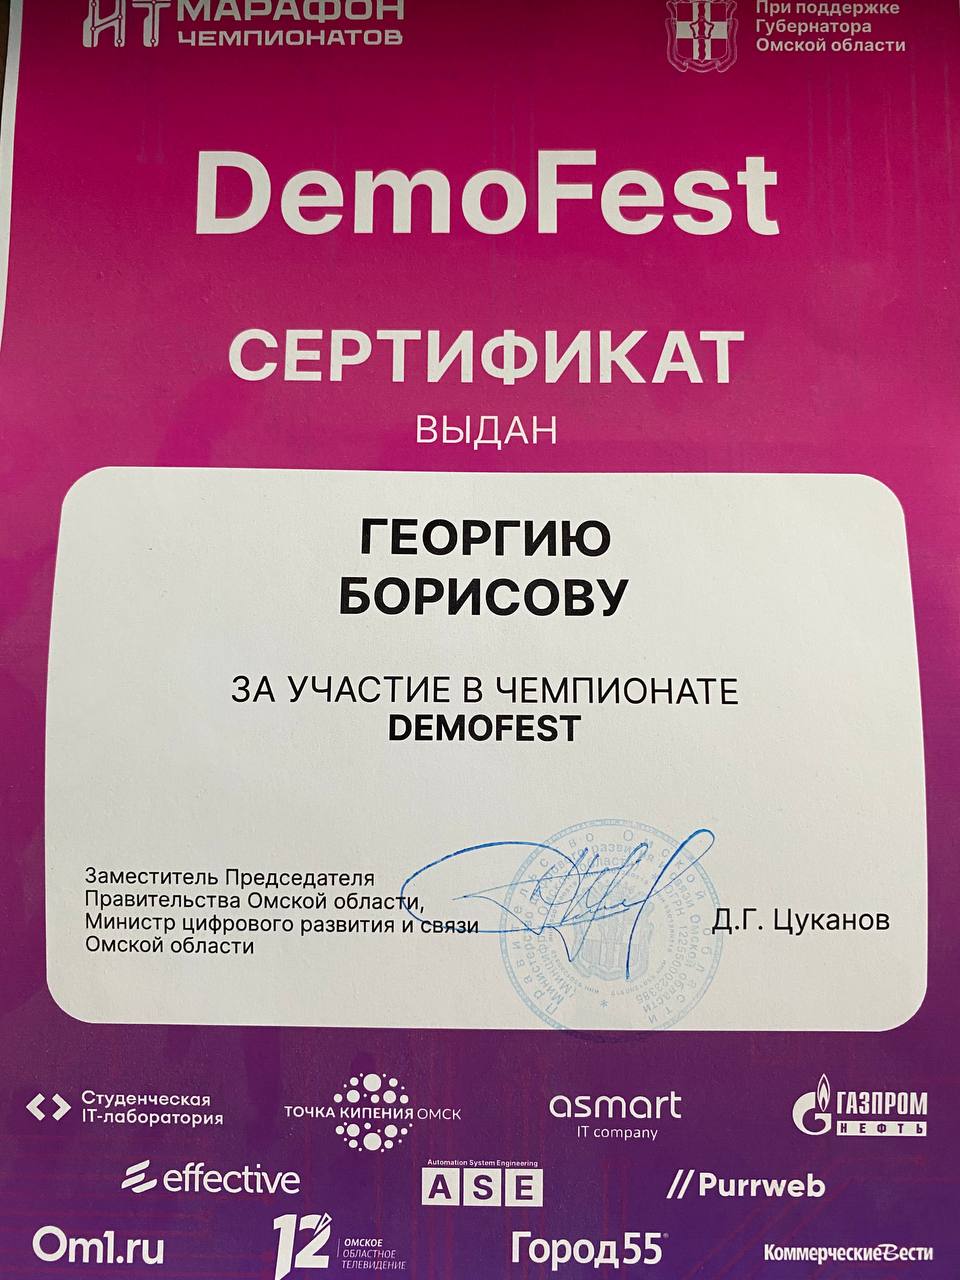 ИТ МАРАФОН
ЧЕМПИОНАТОВ
При поддержке
Губернатора
Омской области
DemoFest
СЕРТИФИКАТ
ВЫДАН
ГЕОРГИЮ
БОРИСОВУ
ЗА УЧАСТИЕ В ЧЕМПИОНАТЕ
DEMOFEST
Заместитель Председателя
Правительства Омской области,
Министр цифрового развития и связи
Омской области
Д.Г. Цуканов
Студенческая
IT-лаборатория
ТОЧКА КИПЕНИЯ ОМСК
asmart
IT company
ГАЗПРОМ
НЕФТЬ
effective
Automation System Engineering
ASE
Purrweb
Om1.ru
12
ОМСКОЕ
ОБЛАСТНОЕ
ТЕЛЕВИДЕНИЕ
Город55
КоммерческиеВести